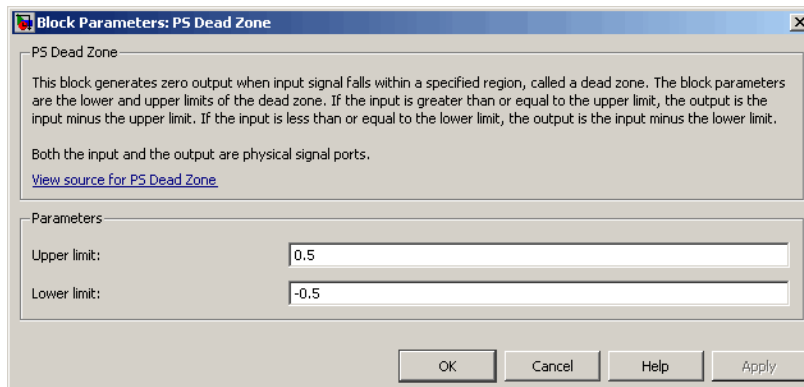 Block Parameters: PS Dead Zone
PS Dead Zone
This block generates zero output when input signal falls within a specified region, called a dead zone. The block parameters
are the lower and upper limits of the dead zone. If the input is greater than or equal to the upper limit, the output is the
input minus the upper limit. If the input is less than or equal to the lower limit, the output is the input minus the lower limit.
Both the input and the output are physical signal ports.
View source for PS Dead Zone
Parameters
Upper limit: 0.5
Lower limit: -0.5
OK Cancel Help Apply